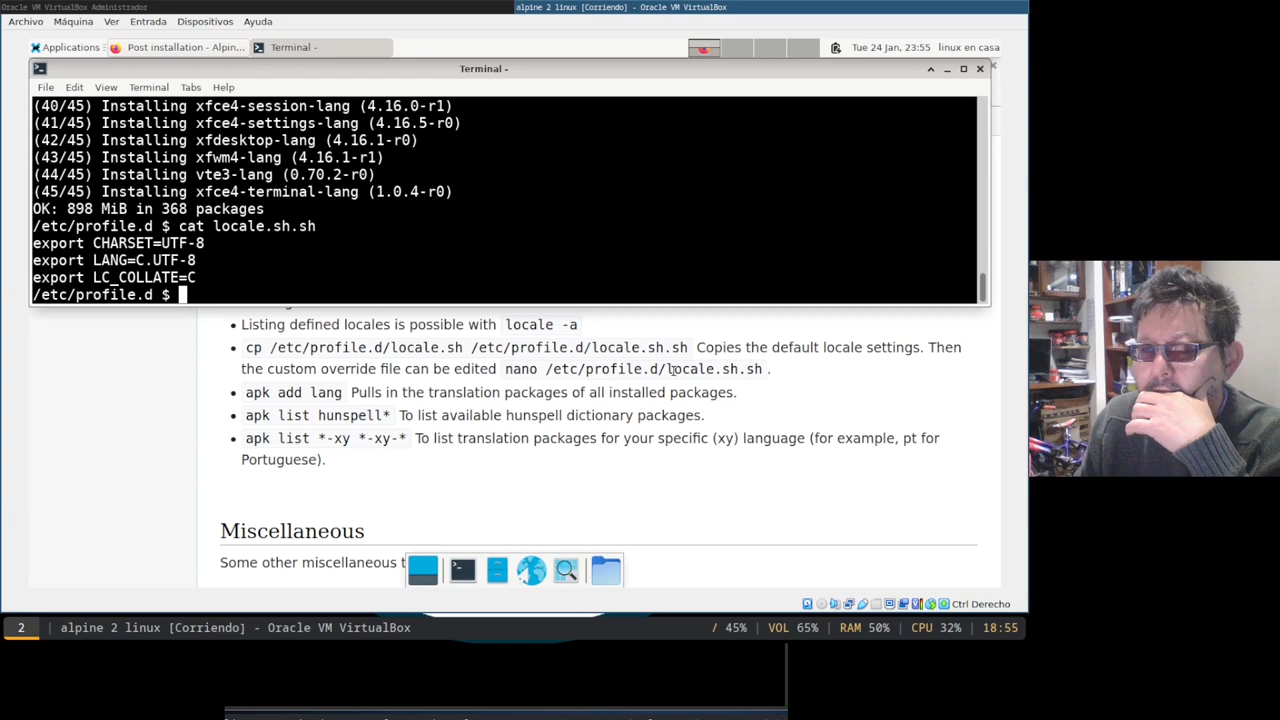 Oracle VM VirtualBox Administrador
alpine 2 linux [Corriendo] - Oracle VM VirtualBox
Archivo Máquina Ver Entrada Dispositivos Ayuda
Applications Post installation - Alpin... Terminal - Tue 24 Jan, 23:55 linux en casa
Terminal -
File Edit View Terminal Tabs Help
(40/45) Installing xfce4-session-lang (4.16.0-r1)
(41/45) Installing xfce4-settings-lang (4.16.5-r0)
(42/45) Installing xfdesktop-lang (4.16.1-r0)
(43/45) Installing xfwm4-lang (4.16.1-r1)
(44/45) Installing vte3-lang (0.70.2-r0)
(45/45) Installing xfce4-terminal-lang (1.0.4-r0)
OK: 898 MiB in 368 packages
/etc/profile.d $ cat locale.sh.sh
export CHARSET=UTF-8
export LANG=C.UTF-8
export LC_COLLATE=C
/etc/profile.d $
Listing defined locales is possible with locale -a
cp /etc/profile.d/locale.sh /etc/profile.d/locale.sh.sh Copies the default locale settings. Then
the custom override file can be edited nano /etc/profile.d/locale.sh.sh .
apk add lang Pulls in the translation packages of all installed packages.
apk list hunspell* To list available hunspell dictionary packages.
apk list *-xy *-xy-* To list translation packages for your specific (xy) language (for example, pt for
Portuguese).
Miscellaneous
Some other miscellaneous t
Ctrl Derecho
2 | alpine 2 linux [Corriendo] - Oracle VM VirtualBox / 45% | VOL 65% | RAM 50% | CPU 32% | 18:55